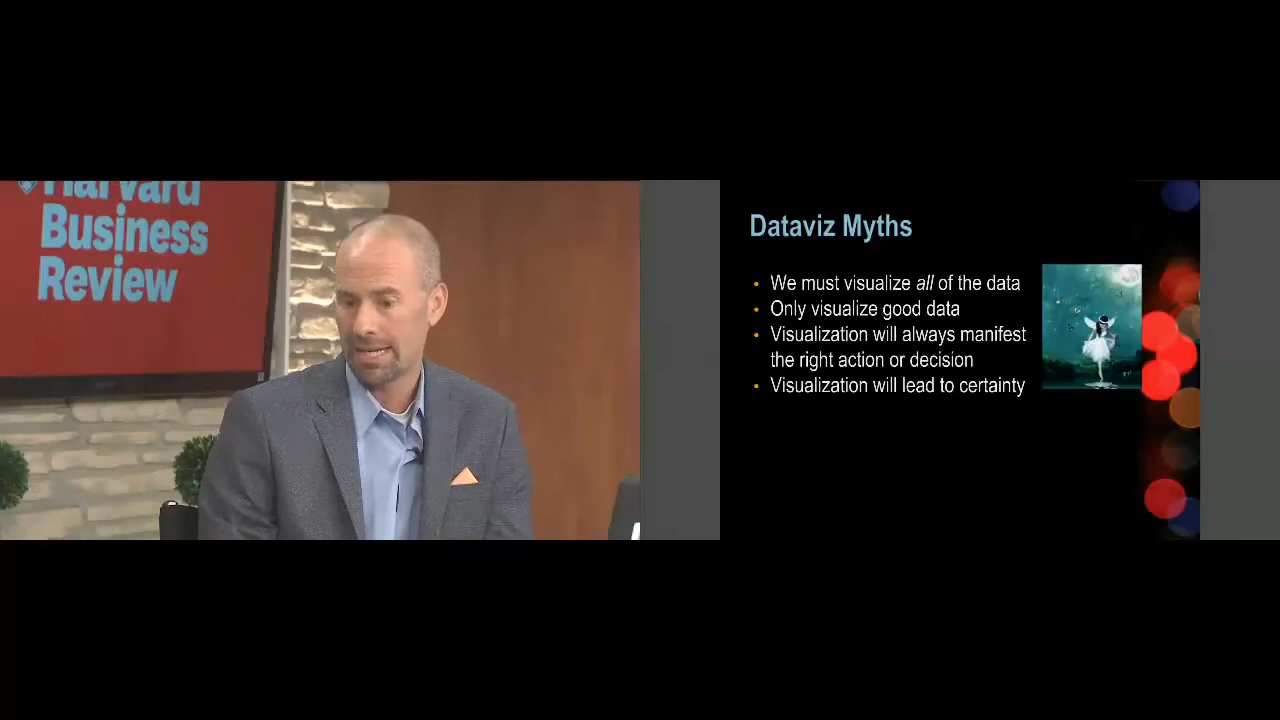 Harvard
Business
Review
Dataviz Myths
• We must visualize all of the data
• Only visualize good data
• Visualization will always manifest
the right action or decision
• Visualization will lead to certainty